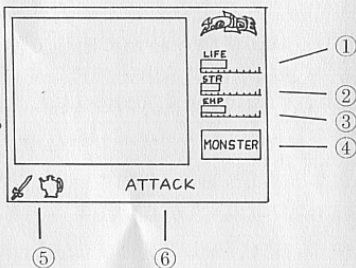 LIFE
①
STR
②
EXP
③
MONSTER
④
ATTACK
⑤
⑥